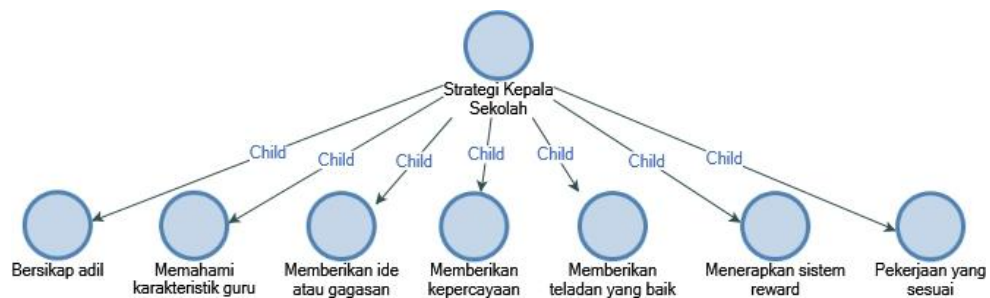 Strategi Kepala
Sekolah
Child
Child
Child
Child
Child
Child
Child
Bersikap adil
Memahami
karakteristik guru
Memberikan ide
atau gagasan
Memberikan
kepercayaan
Memberikan
teladan yang baik
Menerapkan sistem
reward
Pekerjaan yang
sesuai